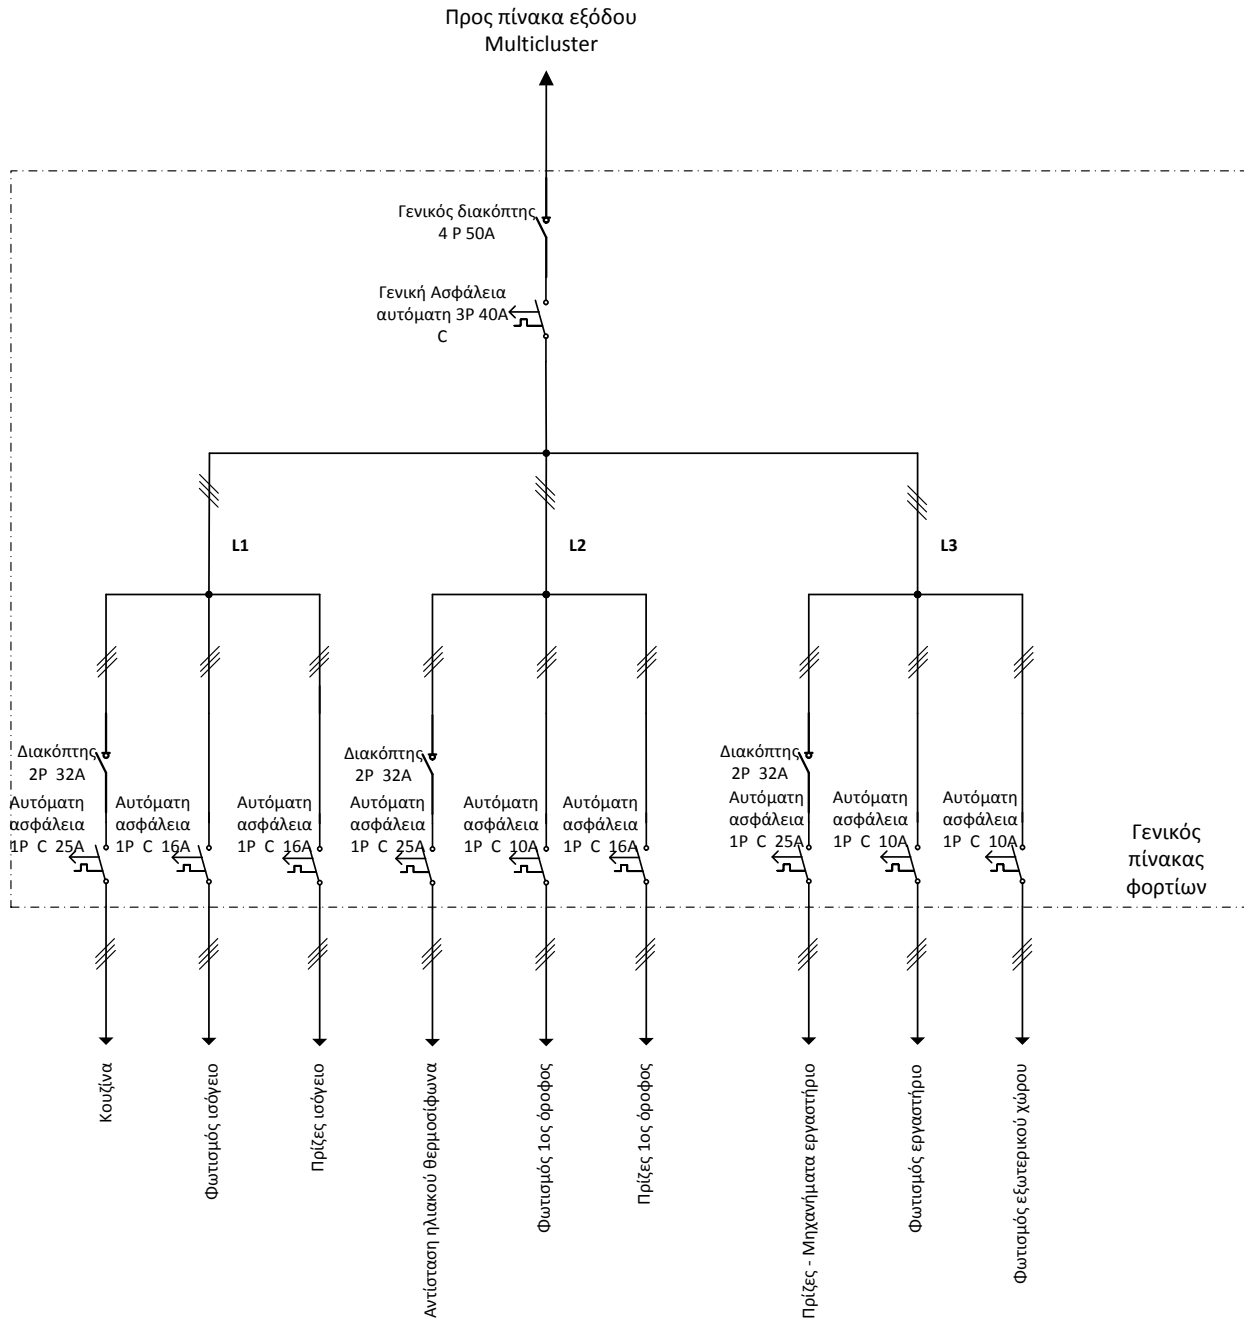 Προς πίνακα εξόδου
Multicluster
Γενικός διακόπτης
4 P 50A
Γενική Ασφάλεια
αυτόματη 3P 40A
C
L1
L2
L3
Διακόπτης
2P 32A
Διακόπτης
2P 32A
Διακόπτης
2P 32A
Αυτόματη
ασφάλεια
1P C 25A
Αυτόματη
ασφάλεια
1P C 16A
Αυτόματη
ασφάλεια
1P C 16A
Αυτόματη
ασφάλεια
1P C 25A
Αυτόματη
ασφάλεια
1P C 10A
Αυτόματη
ασφάλεια
1P C 16A
Αυτόματη
ασφάλεια
1P C 25A
Αυτόματη
ασφάλεια
1P C 10A
Αυτόματη
ασφάλεια
1P C 10A
Γενικός
πίνακας
φορτίων
Κουζίνα
Φωτισμός ισόγειο
Πρίζες ισόγειο
Αντίσταση ηλιακού θερμοσίφωνα
Φωτισμός 1ος όροφος
Πρίζες 1ος όροφος
Πρίζες - Μηχανήματα εργαστήριο
Φωτισμός εργαστήριο
Φωτισμός εξωτερικού χώρου